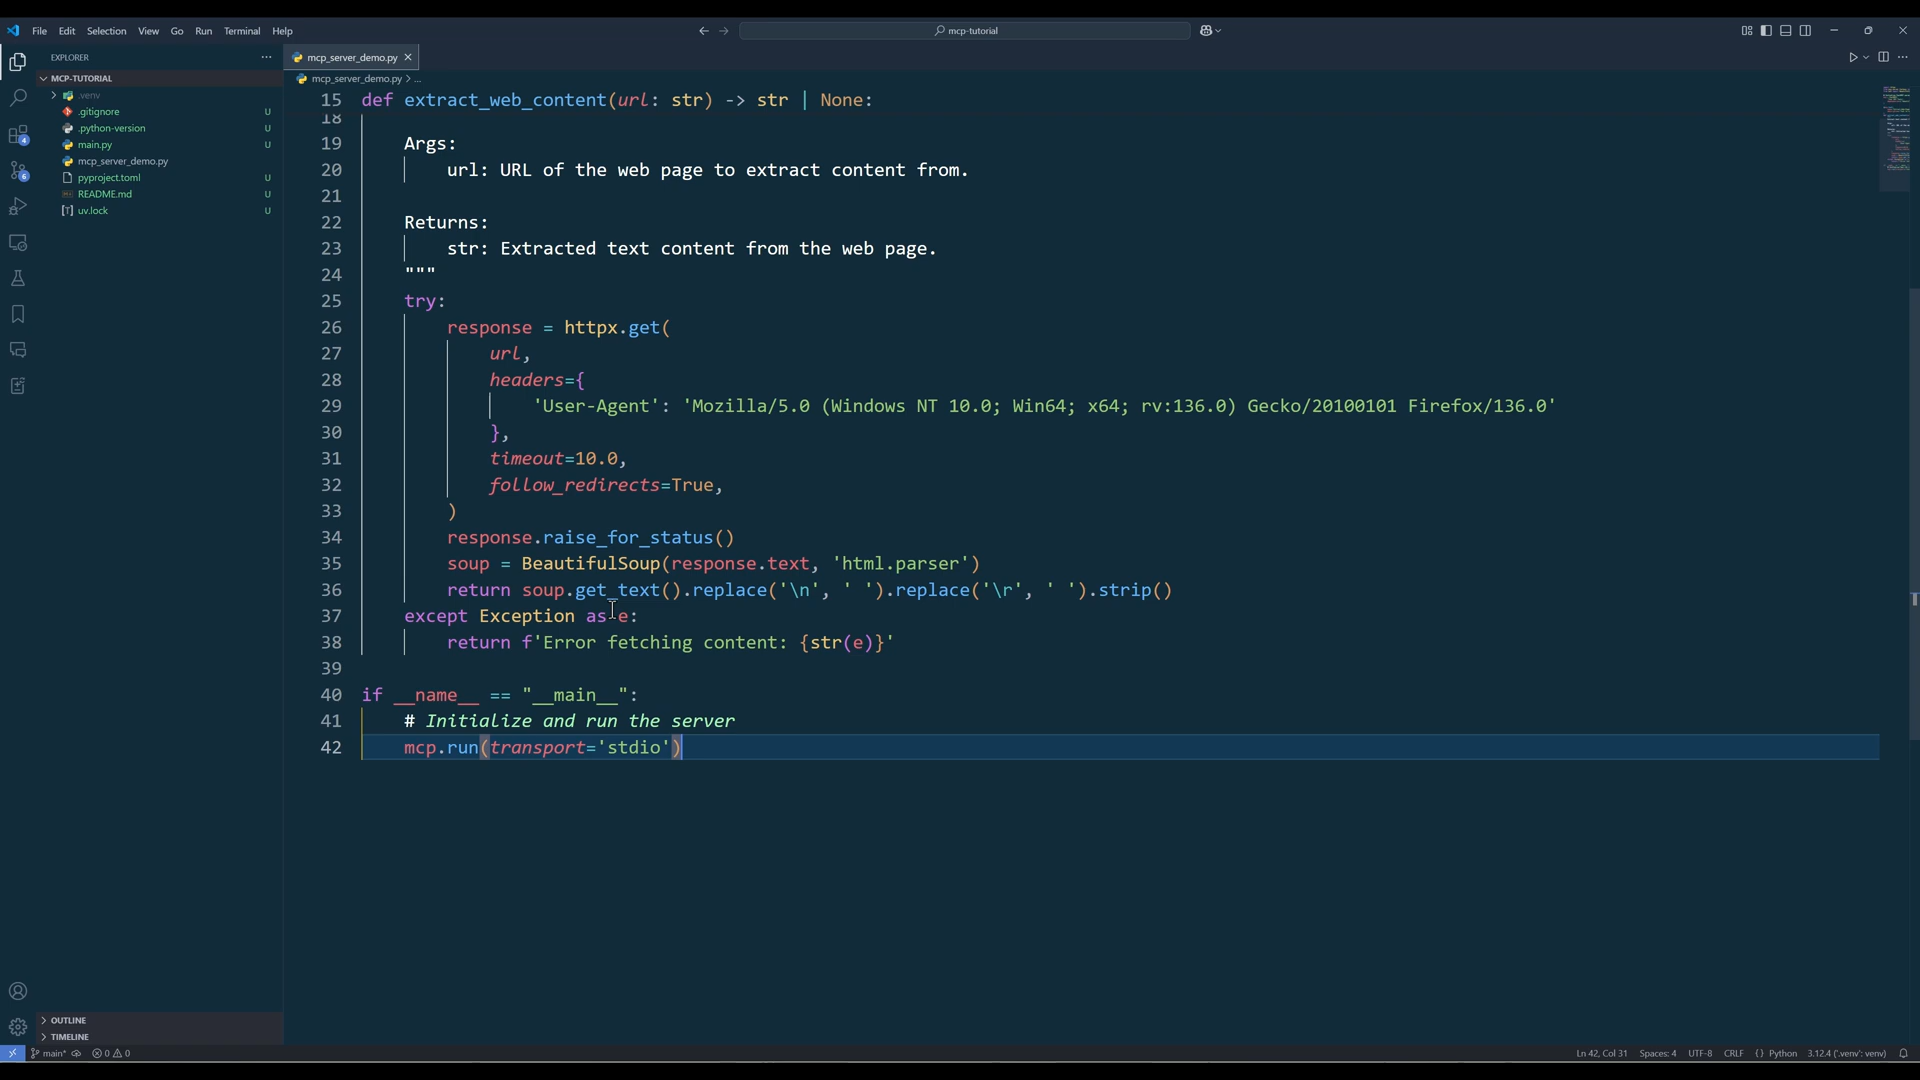 File Edit Selection View Go Run Terminal Help
mcp-tutorial
EXPLORER
mcp_server_demo.py
MCP-TUTORIAL
mcp_server_demo.py > ...
.venv
.gitignore U
.python-version U
main.py U
mcp_server_demo.py
pyproject.toml U
README.md U
uv.lock U
4
6
15 def extract_web_content(url: str) -> str | None:
18
19 Args:
20 url: URL of the web page to extract content from.
21
22 Returns:
23 str: Extracted text content from the web page.
24 """
25 try:
26 response = httpx.get(
27 url,
28 headers={
29 'User-Agent': 'Mozilla/5.0 (Windows NT 10.0; Win64; x64; rv:136.0) Gecko/20100101 Firefox/136.0'
30 },
31 timeout=10.0,
32 follow_redirects=True,
33 )
34 response.raise_for_status()
35 soup = BeautifulSoup(response.text, 'html.parser')
36 return soup.get_text().replace('\n', ' ').replace('\r', ' ').strip()
37 except Exception as e:
38 return f'Error fetching content: {str(e)}'
39
40 if __name__ == "__main__":
41 # Initialize and run the server
42 mcp.run(transport='stdio')
OUTLINE
TIMELINE
main* 0 0
Ln 42, Col 31 Spaces: 4 UTF-8 CRLF {} Python 3.12.4 ('.venv': venv)